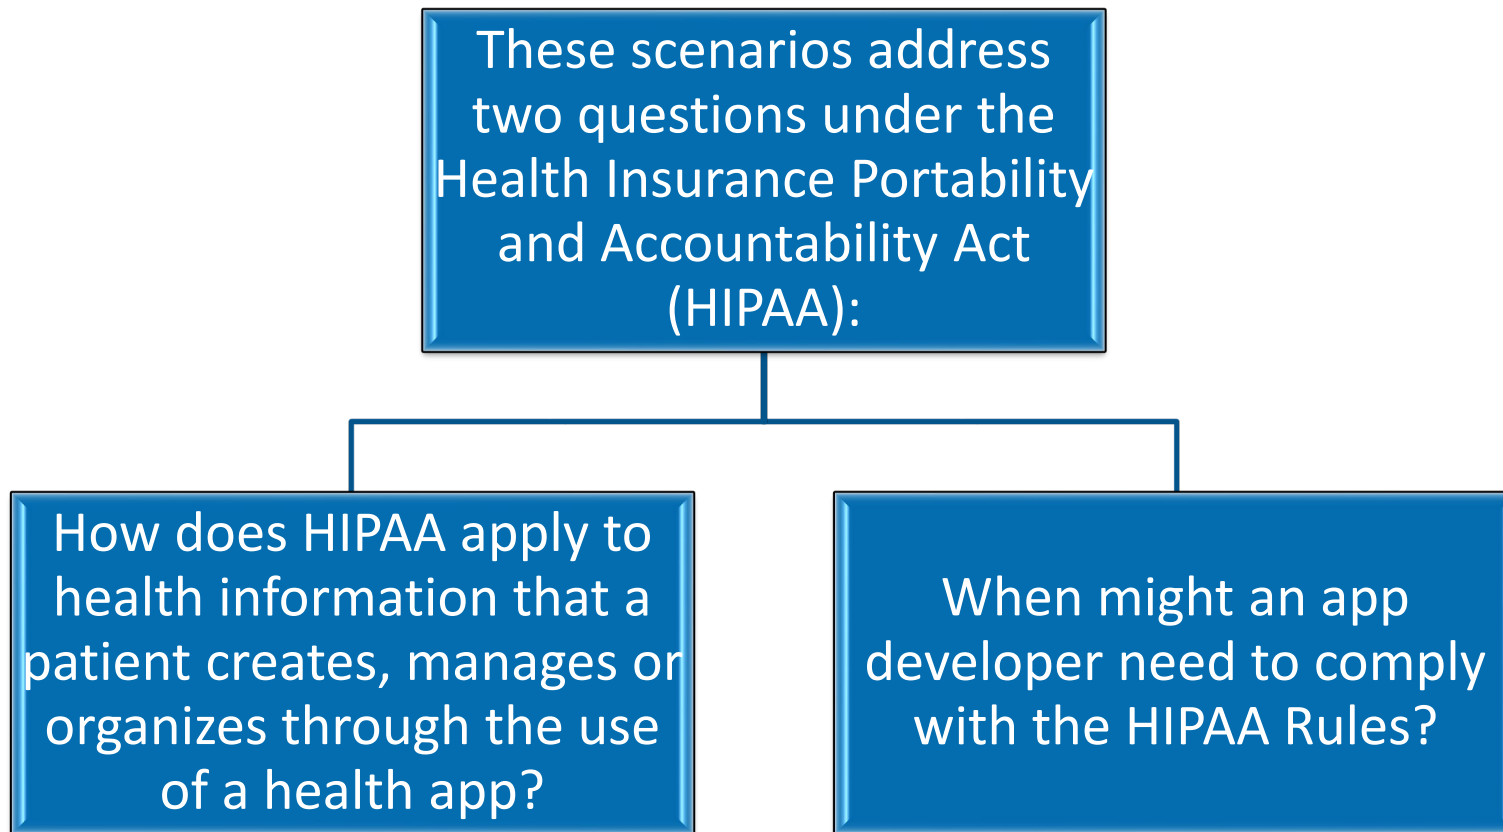 These scenarios address
two questions under the
Health Insurance Portability
and Accountability Act
(HIPAA):
How does HIPAA apply to
health information that a
patient creates, manages or
organizes through the use
of a health app?
When might an app
developer need to comply
with the HIPAA Rules?